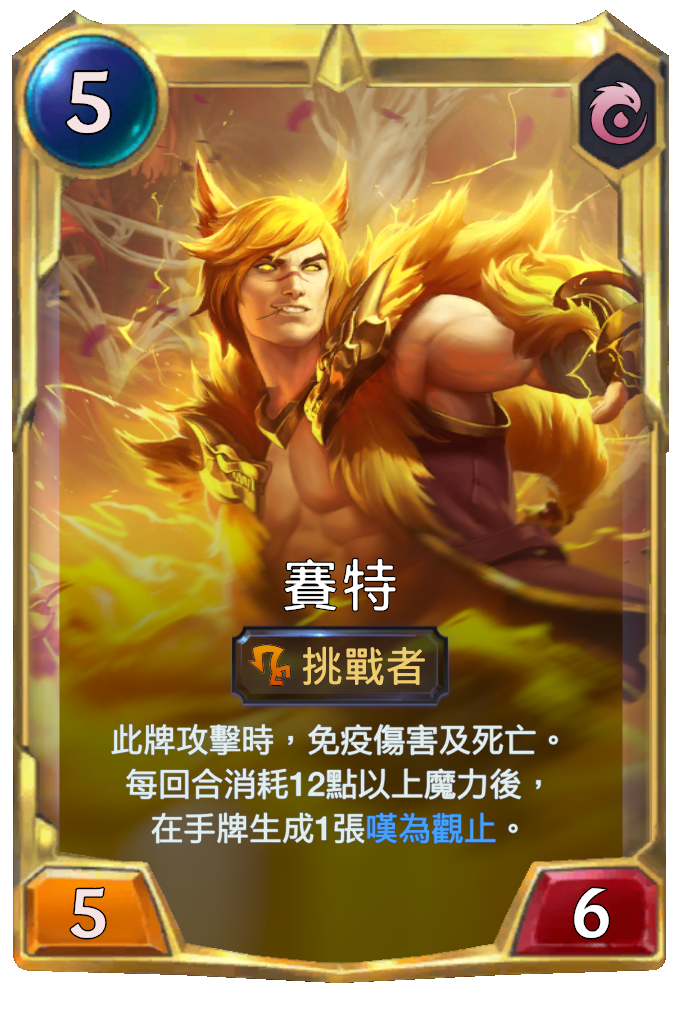 5
賽特
挑戰者
此牌攻擊時，免疫傷害及死亡。
每回合消耗12點以上魔力後，
在手牌生成1張嘆為觀止。
5
6